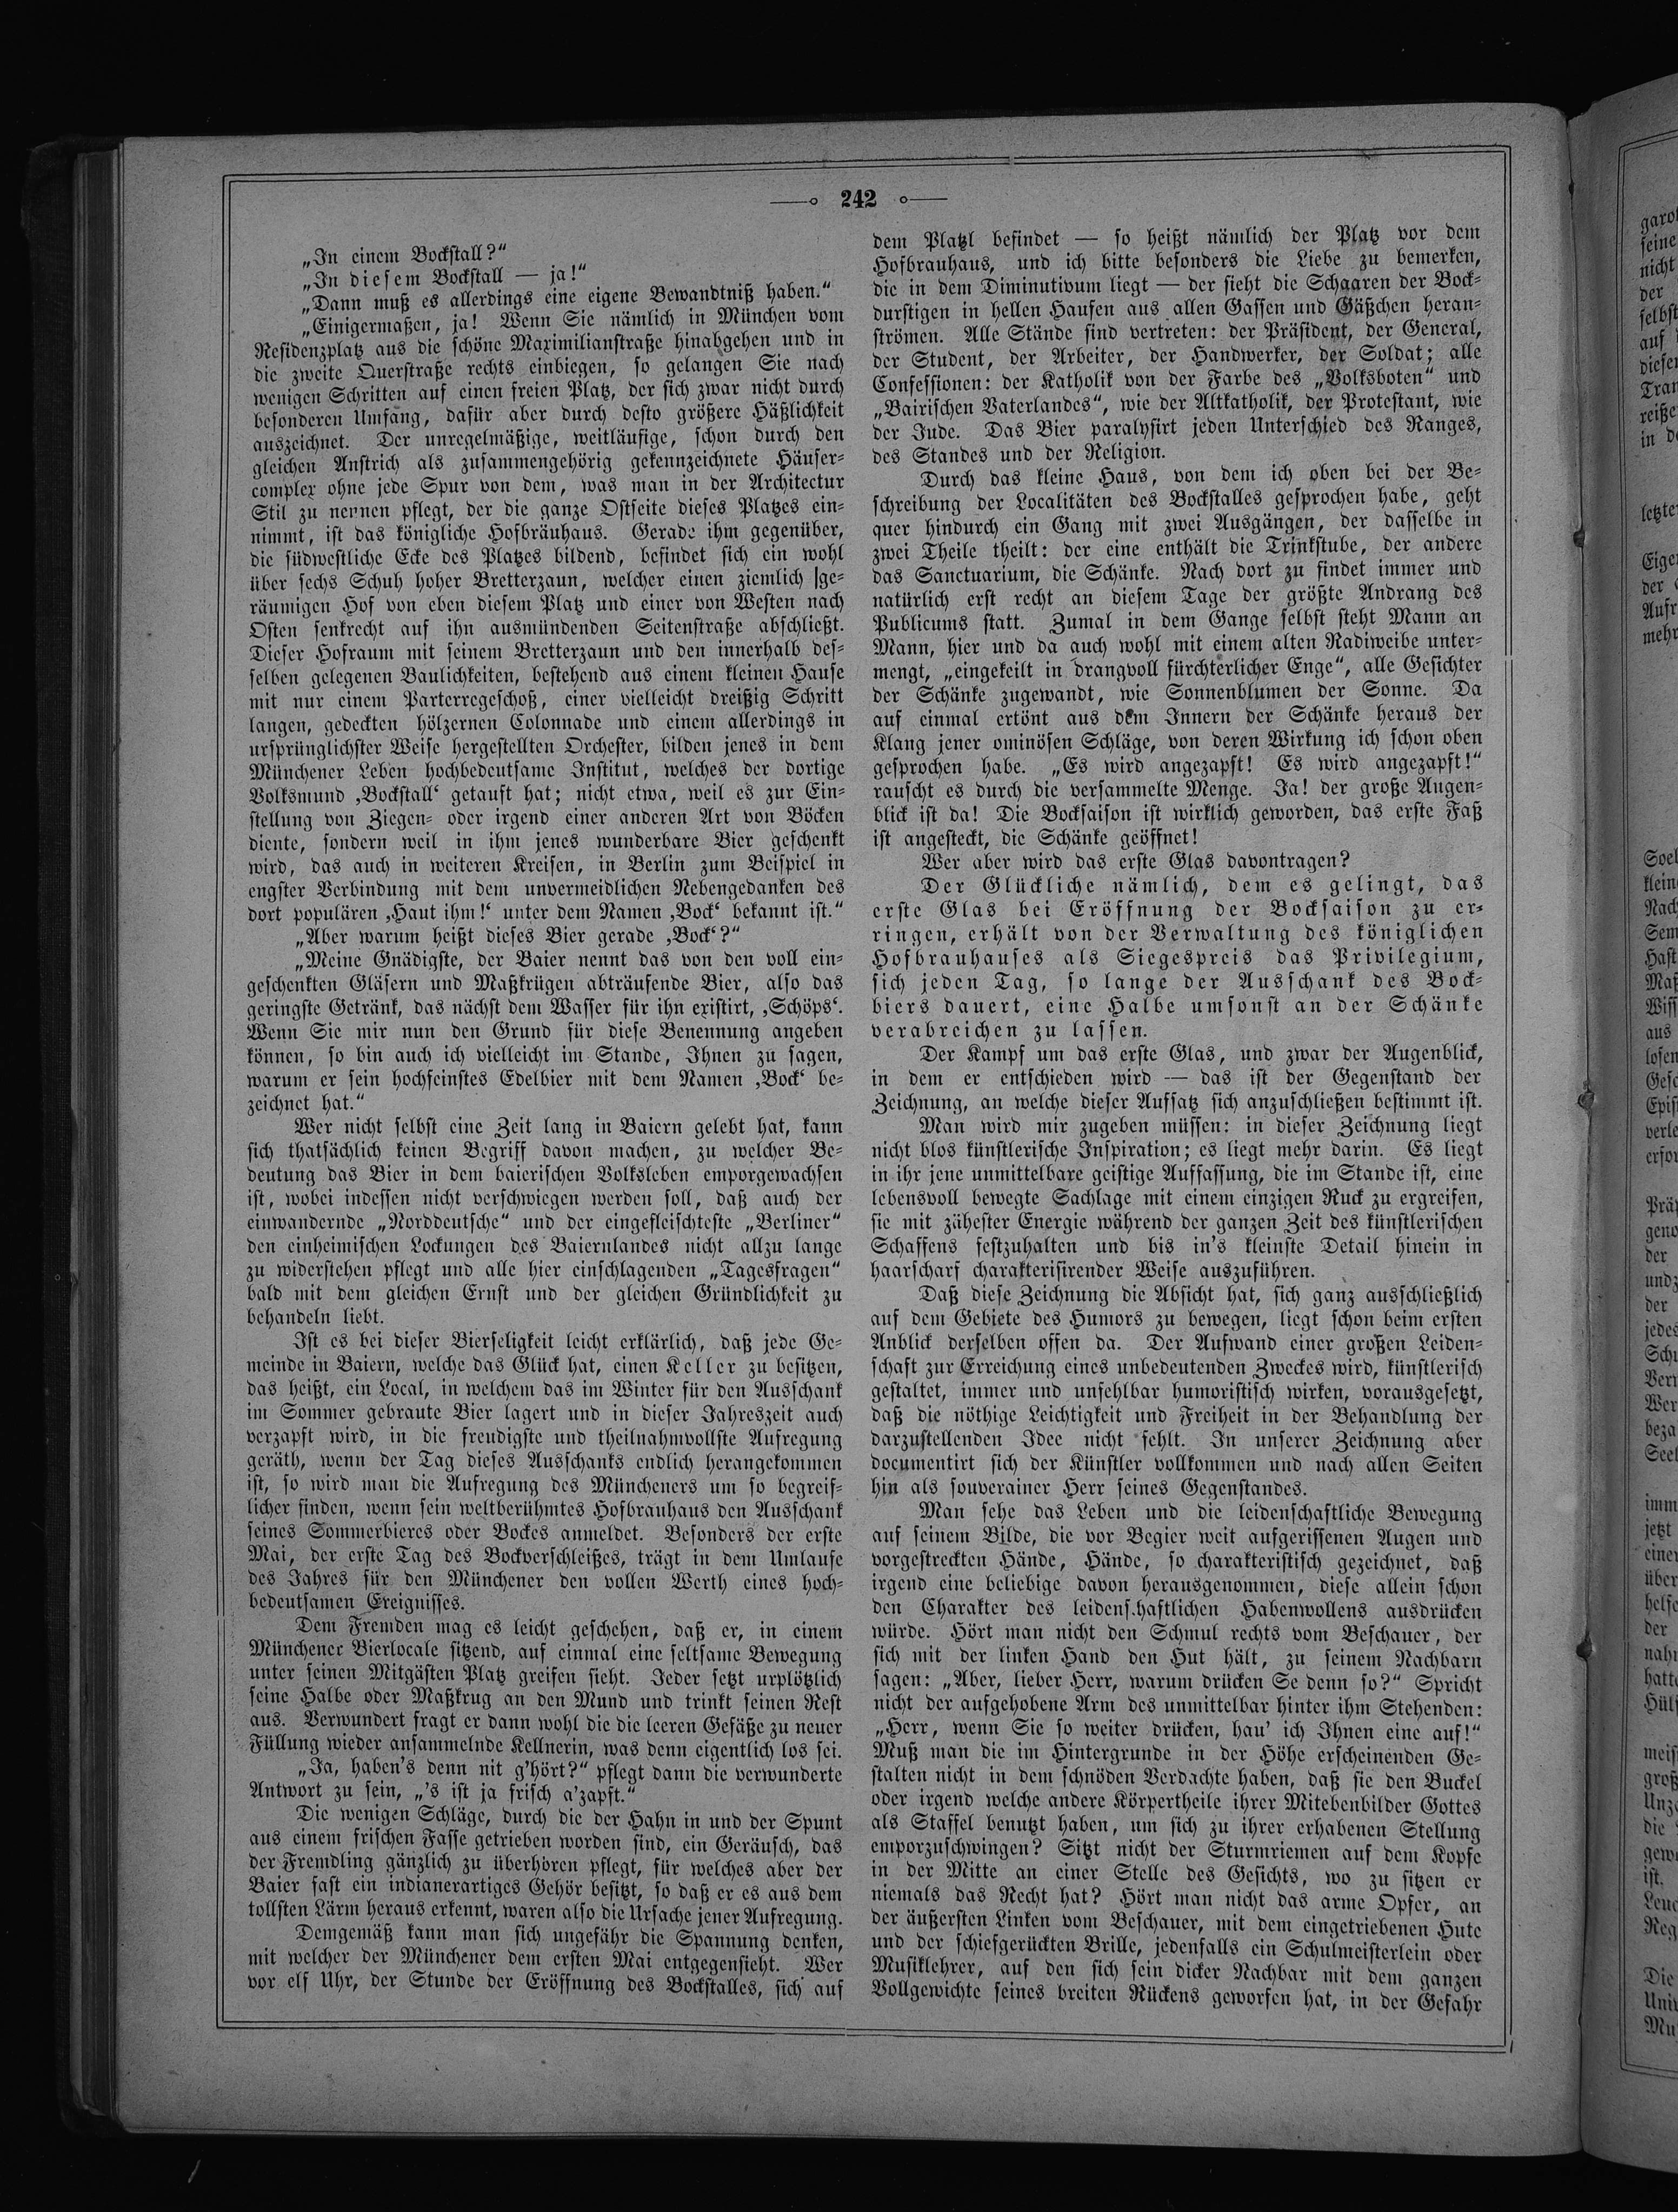 242
„In einem Bockstall?“
„In diesem Bockstall — ja!“
„Dann muß es allerdings eine eigene Bewandtniß haben.“
„Einigermaßen, ja! Wenn Sie nämlich in München vom
Residenzplatz aus die schöne Maximilianstraße hinabgehen und in
die zweite Querstraße rechts einbiegen, so gelangen Sie nach
wenigen Schritten auf einen freien Platz, der sich zwar nicht durch
besonderen Umfang, dafür aber durch desto größere Häßlichkeit
auszeichnet. Der unregelmäßige, weitläufige, schon durch den
gleichen Anstrich als zusammengehörig gekennzeichnete Häuser-
complex ohne jede Spur von dem, was man in der Architectur
Stil zu nennen pflegt, der die ganze Ostseite dieses Platzes ein-
nimmt, ist das königliche Hofbräuhaus. Gerade ihm gegenüber,
die südwestliche Ecke des Platzes bildend, befindet sich ein wohl
über sechs Schuh hoher Bretterzaun, welcher einen ziemlich ge-
räumigen Hof von eben diesem Platz und einer von Westen nach
Osten senkrecht auf ihn ausmündenden Seitenstraße abschließt.
Dieser Hofraum mit seinem Bretterzaun und den innerhalb des-
selben gelegenen Baulichkeiten, bestehend aus einem kleinen Hause
mit nur einem Parterregeschoß, einer vielleicht dreißig Schritt
langen, gedeckten hölzernen Colonnade und einem allerdings in
ursprünglichster Weise hergestellten Orchester, bilden jenes in dem
Münchener Leben hochbedeutsame Institut, welches der dortige
Volksmund ‚Bockstall‘ getauft hat; nicht etwa, weil es zur Ein-
stellung von Ziegen- oder irgend einer anderen Art von Böcken
diente, sondern weil in ihm jenes wunderbare Bier geschenkt
wird, das auch in weiteren Kreisen, in Berlin zum Beispiel in
engster Verbindung mit dem unvermeidlichen Nebengedanken des
dort populären ‚Haut ihm!‘ unter dem Namen ‚Bock‘ bekannt ist.“
„Aber warum heißt dieses Bier gerade ‚Bock‘?“
„Meine Gnädigste, der Baier nennt das von den voll ein-
geschenkten Gläsern und Maßkrügen abträufende Bier, also das
geringste Getränk, das nächst dem Wasser für ihn existirt, ‚Schöps‘.
Wenn Sie mir nun den Grund für diese Benennung angeben
können, so bin auch ich vielleicht im Stande, Ihnen zu sagen,
warum er sein hochfeinstes Edelbier mit dem Namen ‚Bock‘ be-
zeichnet hat.“
Wer nicht selbst eine Zeit lang in Baiern gelebt hat, kann
sich thatsächlich keinen Begriff davon machen, zu welcher Be-
deutung das Bier in dem baierischen Volksleben emporgewachsen
ist, wobei indessen nicht verschwiegen werden soll, daß auch der
einwandernde „Norddeutsche“ und der eingefleischteste „Berliner“
den einheimischen Lockungen des Baiernlandes nicht allzu lange
zu widerstehen pflegt und alle hier einschlagenden „Tagesfragen“
bald mit dem gleichen Ernst und der gleichen Gründlichkeit zu
behandeln liebt.
Ist es bei dieser Bierseligkeit leicht erklärlich, daß jede Ge-
meinde in Baiern, welche das Glück hat, einen Keller zu besitzen,
das heißt, ein Local, in welchem das im Winter für den Ausschank
im Sommer gebraute Bier lagert und in dieser Jahreszeit auch
verzapft wird, in die freudigste und theilnahmvollste Aufregung
geräth, wenn der Tag dieses Ausschanks endlich herangekommen
ist, so wird man die Aufregung des Müncheners um so begreif-
licher finden, wenn sein weltberühmtes Hofbrauhaus den Ausschank
seines Sommerbieres oder Bockes anmeldet. Besonders der erste
Mai, der erste Tag des Bockverschleißes, trägt in dem Umlaufe
des Jahres für den Münchener den vollen Werth eines hoch-
bedeutsamen Ereignisses.
Dem Fremden mag es leicht geschehen, daß er, in einem
Münchener Bierlocale sitzend, auf einmal eine seltsame Bewegung
unter seinen Mitgästen Platz greifen sieht. Jeder setzt urplötzlich
seine Halbe oder Maßkrug an den Mund und trinkt seinen Rest
aus. Verwundert fragt er dann wohl die die leeren Gefäße zu neuer
Füllung wieder ansammelnde Kellnerin, was denn eigentlich los sei.
„Ja, haben's denn nit g'hört?“ pflegt dann die verwunderte
Antwort zu sein, „'s ist ja frisch a'zapft.“
Die wenigen Schläge, durch die der Hahn in und der Spunt
aus einem frischen Fasse getrieben worden sind, ein Geräusch, das
der Fremdling gänzlich zu überhören pflegt, für welches aber der
Baier fast ein indianerartiges Gehör besitzt, so daß er es aus dem
tollsten Lärm heraus erkennt, waren also die Ursache jener Aufregung.
Demgemäß kann man sich ungefähr die Spannung denken,
mit welcher der Münchener dem ersten Mai entgegensieht. Wer
vor elf Uhr, der Stunde der Eröffnung des Bockstalles, sich auf
dem Platzl befindet — so heißt nämlich der Platz vor dem
Hofbrauhaus, und ich bitte besonders die Liebe zu bemerken,
die in dem Diminutivum liegt — der sieht die Schaaren der Bock-
durstigen in hellen Haufen aus allen Gassen und Gäßchen heran-
strömen. Alle Stände sind vertreten: der Präsident, der General,
der Student, der Arbeiter, der Handwerker, der Soldat; alle
Confessionen: der Katholik von der Farbe des „Volksboten“ und
„Bairischen Vaterlandes“, wie der Altkatholik, der Protestant, wie
der Jude. Das Bier paralysirt jeden Unterschied des Ranges,
des Standes und der Religion.
Durch das kleine Haus, von dem ich oben bei der Be-
schreibung der Localitäten des Bockstalles gesprochen habe, geht
quer hindurch ein Gang mit zwei Ausgängen, der dasselbe in
zwei Theile theilt: der eine enthält die Trinkstube, der andere
das Sanctuarium, die Schänke. Nach dort zu findet immer und
natürlich erst recht an diesem Tage der größte Andrang des
Publicums statt. Zumal in dem Gange selbst steht Mann an
Mann, hier und da auch wohl mit einem alten Radiweibe unter-
mengt, „eingekeilt in drangvoll fürchterlicher Enge“, alle Gesichter
der Schänke zugewandt, wie Sonnenblumen der Sonne. Da
auf einmal ertönt aus dem Innern der Schänke heraus der
Klang jener ominösen Schläge, von deren Wirkung ich schon oben
gesprochen habe. „Es wird angezapft! Es wird angezapft!“
rauscht es durch die versammelte Menge. Ja! der große Augen-
blick ist da! Die Bocksaison ist wirklich geworden, das erste Faß
ist angesteckt, die Schänke geöffnet!
Wer aber wird das erste Glas davontragen?
Der Glückliche nämlich, dem es gelingt, das
erste Glas bei Eröffnung der Bocksaison zu er-
ringen, erhält von der Verwaltung des königlichen
Hofbrauhauses als Siegespreis das Privilegium,
sich jeden Tag, so lange der Ausschank des Bock-
biers dauert, eine Halbe umsonst an der Schänke
verabreichen zu lassen.
Der Kampf um das erste Glas, und zwar der Augenblick,
in dem er entschieden wird — das ist der Gegenstand der
Zeichnung, an welche dieser Aufsatz sich anzuschließen bestimmt ist.
Man wird mir zugeben müssen: in dieser Zeichnung liegt
nicht blos künstlerische Inspiration; es liegt mehr darin. Es liegt
in ihr jene unmittelbare geistige Auffassung, die im Stande ist, eine
lebensvoll bewegte Sachlage mit einem einzigen Ruck zu ergreifen,
sie mit zähester Energie während der ganzen Zeit des künstlerischen
Schaffens festzuhalten und bis in's kleinste Detail hinein in
haarscharf charakterisirender Weise auszuführen.
Daß diese Zeichnung die Absicht hat, sich ganz ausschließlich
auf dem Gebiete des Humors zu bewegen, liegt schon beim ersten
Anblick derselben offen da. Der Aufwand einer großen Leiden-
schaft zur Erreichung eines unbedeutenden Zweckes wird, künstlerisch
gestaltet, immer und unfehlbar humoristisch wirken, vorausgesetzt,
daß die nöthige Leichtigkeit und Freiheit in der Behandlung der
darzustellenden Idee nicht fehlt. In unserer Zeichnung aber
documentirt sich der Künstler vollkommen und nach allen Seiten
hin als souverainer Herr seines Gegenstandes.
Man sehe das Leben und die leidenschaftliche Bewegung
auf seinem Bilde, die vor Begier weit aufgerissenen Augen und
vorgestreckten Hände, Hände, so charakteristisch gezeichnet, daß
irgend eine beliebige davon herausgenommen, diese allein schon
den Charakter des leidens.haftlichen Habenwollens ausdrücken
würde. Hört man nicht den Schmul rechts vom Beschauer, der
sich mit der linken Hand den Hut hält, zu seinem Nachbarn
sagen: „Aber, lieber Herr, warum drücken Se denn so?“ Spricht
nicht der aufgehobene Arm des unmittelbar hinter ihm Stehenden:
„Herr, wenn Sie so weiter drücken, hau' ich Ihnen eine auf!“
Muß man die im Hintergrunde in der Höhe erscheinenden Ge-
stalten nicht in dem schnöden Verdachte haben, daß sie den Buckel
oder irgend welche andere Körpertheile ihrer Mitebenbilder Gottes
als Staffel benutzt haben, um sich zu ihrer erhabenen Stellung
emporzuschwingen? Sitzt nicht der Sturmriemen auf dem Kopfe
in der Mitte an einer Stelle des Gesichts, wo zu sitzen er
niemals das Recht hat? Hört man nicht das arme Opfer, an
der äußersten Linken vom Beschauer, mit dem eingetriebenen Hute
und der schiefgerückten Brille, jedenfalls ein Schulmeisterlein oder
Musiklehrer, auf den sich sein dicker Nachbar mit dem ganzen
Vollgewichte seines breiten Rückens geworfen hat, in der Gefahr